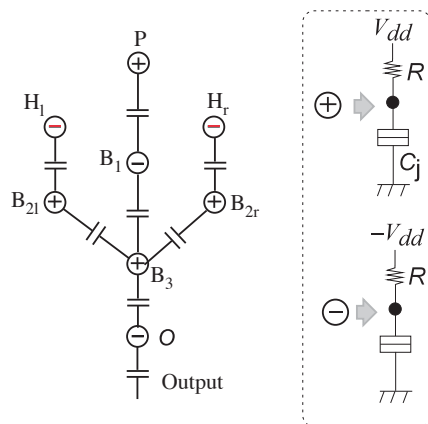 P
+
H_l
−
H_r
−
B_1
−
B_2l
+
B_2r
+
B_3
+
O
−
Output
V_dd
R
+
C_j
−V_dd
R
−